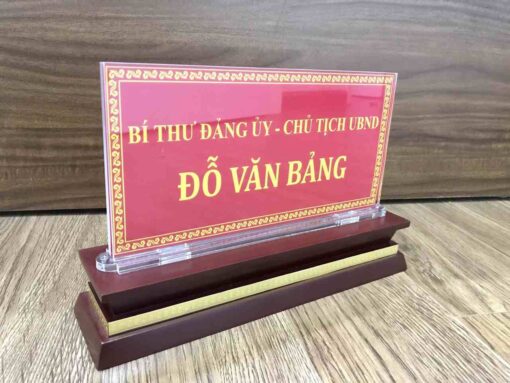 BÍ THƯ ĐẢNG ỦY - CHỦ TỊCH UBND
ĐỖ VĂN BẢNG